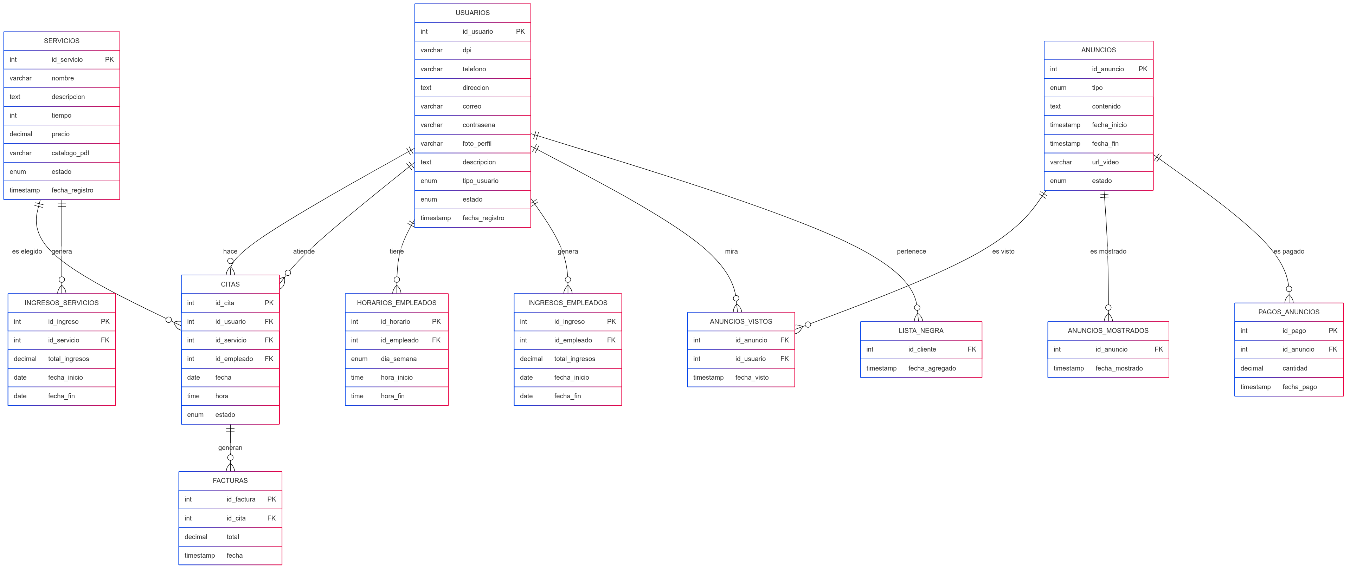 SERVICIOS
int id_servicio PK
varchar nombre
text descripcion
int tiempo
decimal precio
varchar catalogo_pdf
enum estado
timestamp fecha_registro
USUARIOS
int id_usuario PK
varchar dpi
varchar telefono
text direccion
varchar correo
varchar contrasena
varchar foto_perfil
text descripcion
enum tipo_usuario
enum estado
timestamp fecha_registro
ANUNCIOS
int id_anuncio PK
enum tipo
text contenido
timestamp fecha_inicio
timestamp fecha_fin
varchar url_video
enum estado
es elegido
genera
hace
atiende
tiene
genera
mira
pertenece
es visto
es mostrado
es pagado
INGRESOS_SERVICIOS
int id_ingreso PK
int id_servicio FK
decimal total_ingresos
date fecha_inicio
date fecha_fin
CITAS
int id_cita PK
int id_usuario FK
int id_servicio FK
int id_empleado FK
date fecha
time hora
enum estado
HORARIOS_EMPLEADOS
int id_horario PK
int id_empleado FK
enum dia_semana
time hora_inicio
time hora_fin
INGRESOS_EMPLEADOS
int id_ingreso PK
int id_empleado FK
decimal total_ingresos
date fecha_inicio
date fecha_fin
ANUNCIOS_VISTOS
int id_anuncio FK
int id_usuario FK
timestamp fecha_visto
LISTA_NEGRA
int id_cliente FK
timestamp fecha_agregado
ANUNCIOS_MOSTRADOS
int id_anuncio FK
timestamp fecha_mostrado
PAGOS_ANUNCIOS
int id_pago PK
int id_anuncio FK
decimal cantidad
timestamp fecha_pago
generan
FACTURAS
int id_factura PK
int id_cita FK
decimal total
timestamp fecha